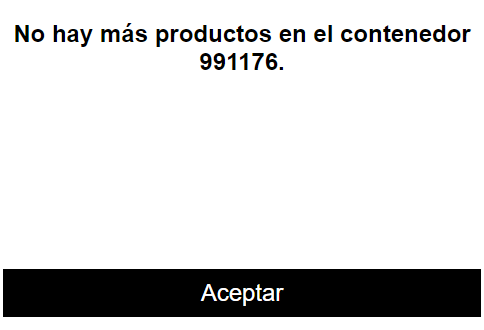 No hay más productos en el contenedor
991176.
Aceptar